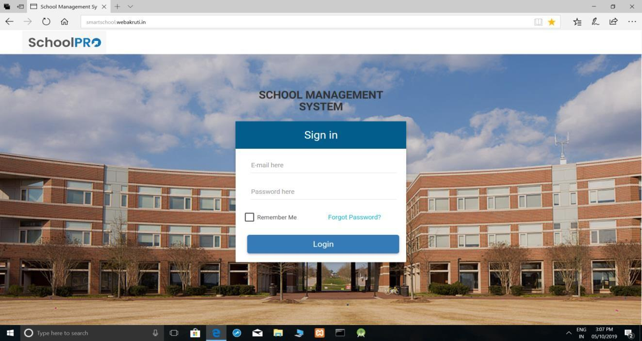 School Management Sy
smartschool.webakruti.in
SchoolPRO
SCHOOL MANAGEMENT
SYSTEM
Sign in
E-mail here
Password here
Remember Me
Forgot Password?
Login
Type here to search
ENG
IN
3:07 PM
05/10/2019